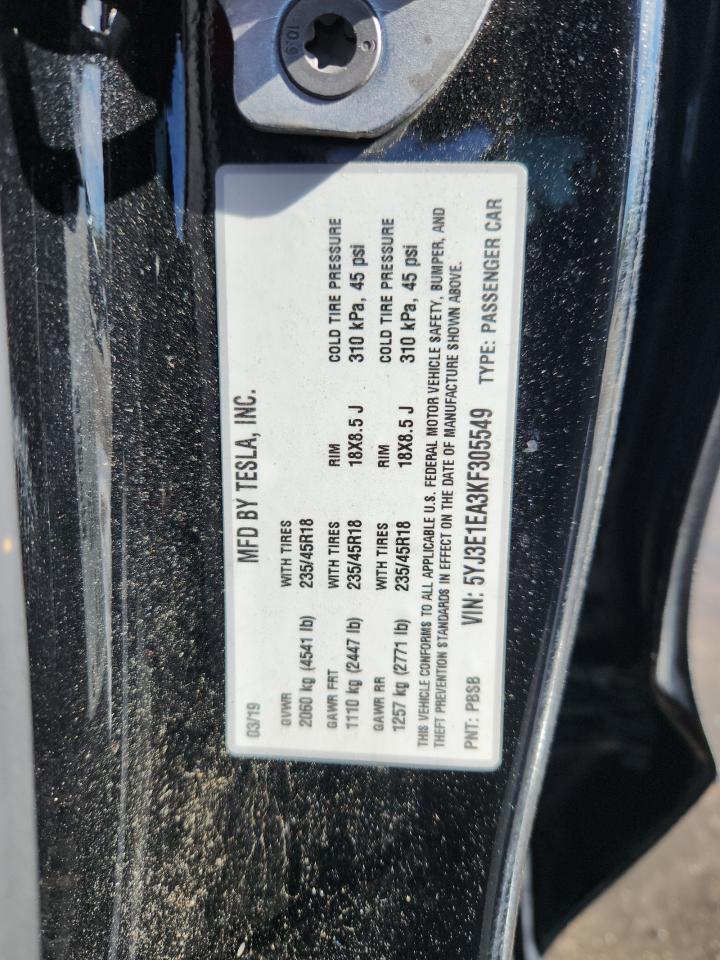 10.9
03/19 MFD BY TESLA, INC.
GVWR WITH TIRES
2060 kg (4541 lb) 235/45R18
GAWR FRT WITH TIRES RIM COLD TIRE PRESSURE
1110 kg (2447 lb) 235/45R18 18X8.5 J 310 kPa, 45 psi
GAWR RR WITH TIRES RIM COLD TIRE PRESSURE
1257 kg (2771 lb) 235/45R18 18X8.5 J 310 kPa, 45 psi
THIS VEHICLE CONFORMS TO ALL APPLICABLE U.S. FEDERAL MOTOR VEHICLE SAFETY, BUMPER, AND
THEFT PREVENTION STANDARDS IN EFFECT ON THE DATE OF MANUFACTURE SHOWN ABOVE.
PNT: PBSB VIN: 5YJ3E1EA3KF305549 TYPE: PASSENGER CAR